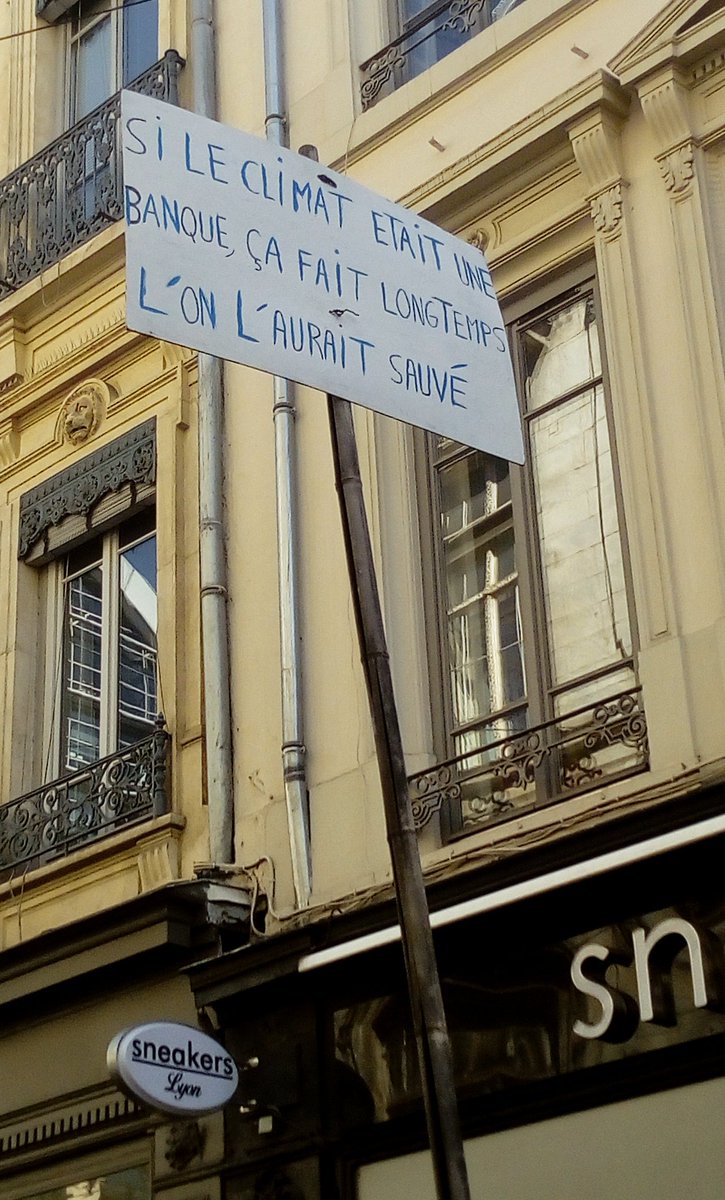 Si LE CLiMAT ETAiT UNE
BANQUE, ÇA FAiT LONGTEMPS
L'ON L'AURAiT SAUVÉ
sn
sneakers
Lyon